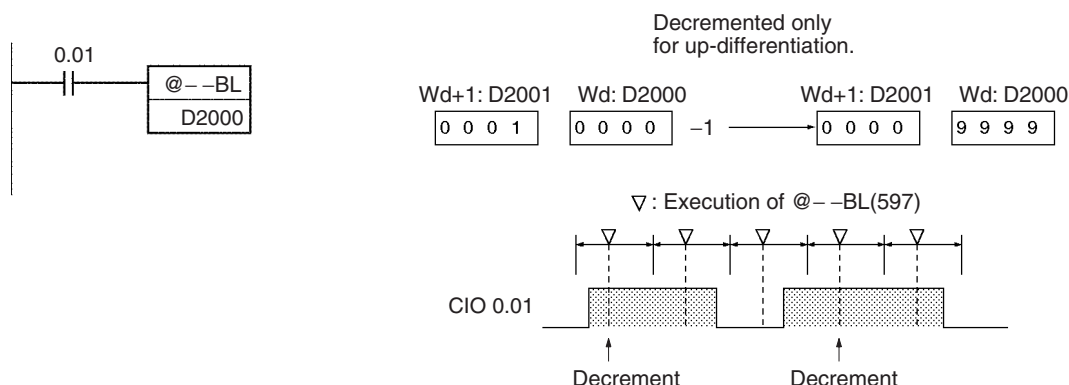 Decremented only
for up-differentiation.
0.01
@– –BL
D2000
Wd+1: D2001 Wd: D2000 Wd+1: D2001 Wd: D2000
0 0 0 1 0 0 0 0 –1 0 0 0 0 9 9 9 9
: Execution of @– –BL(597)
CIO 0.01
Decrement Decrement